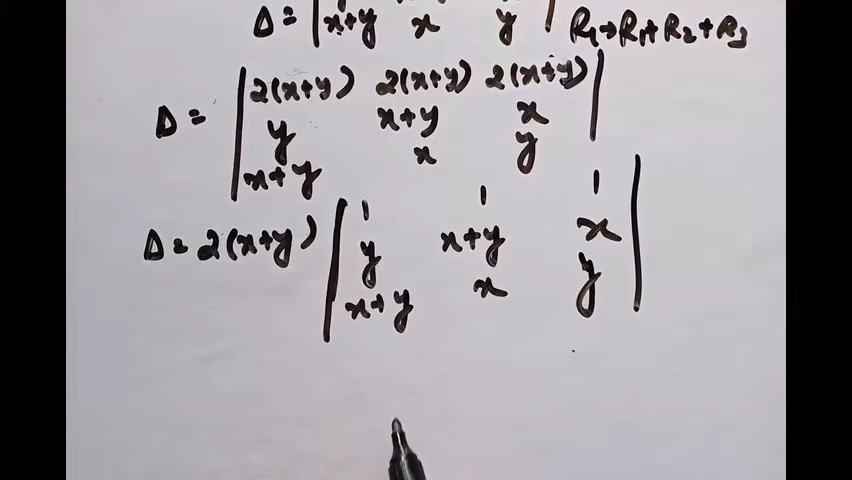 Δ = | x+y x y | R₁→R₁+R₂+R₃
Δ = | 2(x+y) 2(x+y) 2(x+y) |
y x+y x
x+y x y
Δ = 2(x+y) | 1 1 1 |
y x+y x
x+y x y